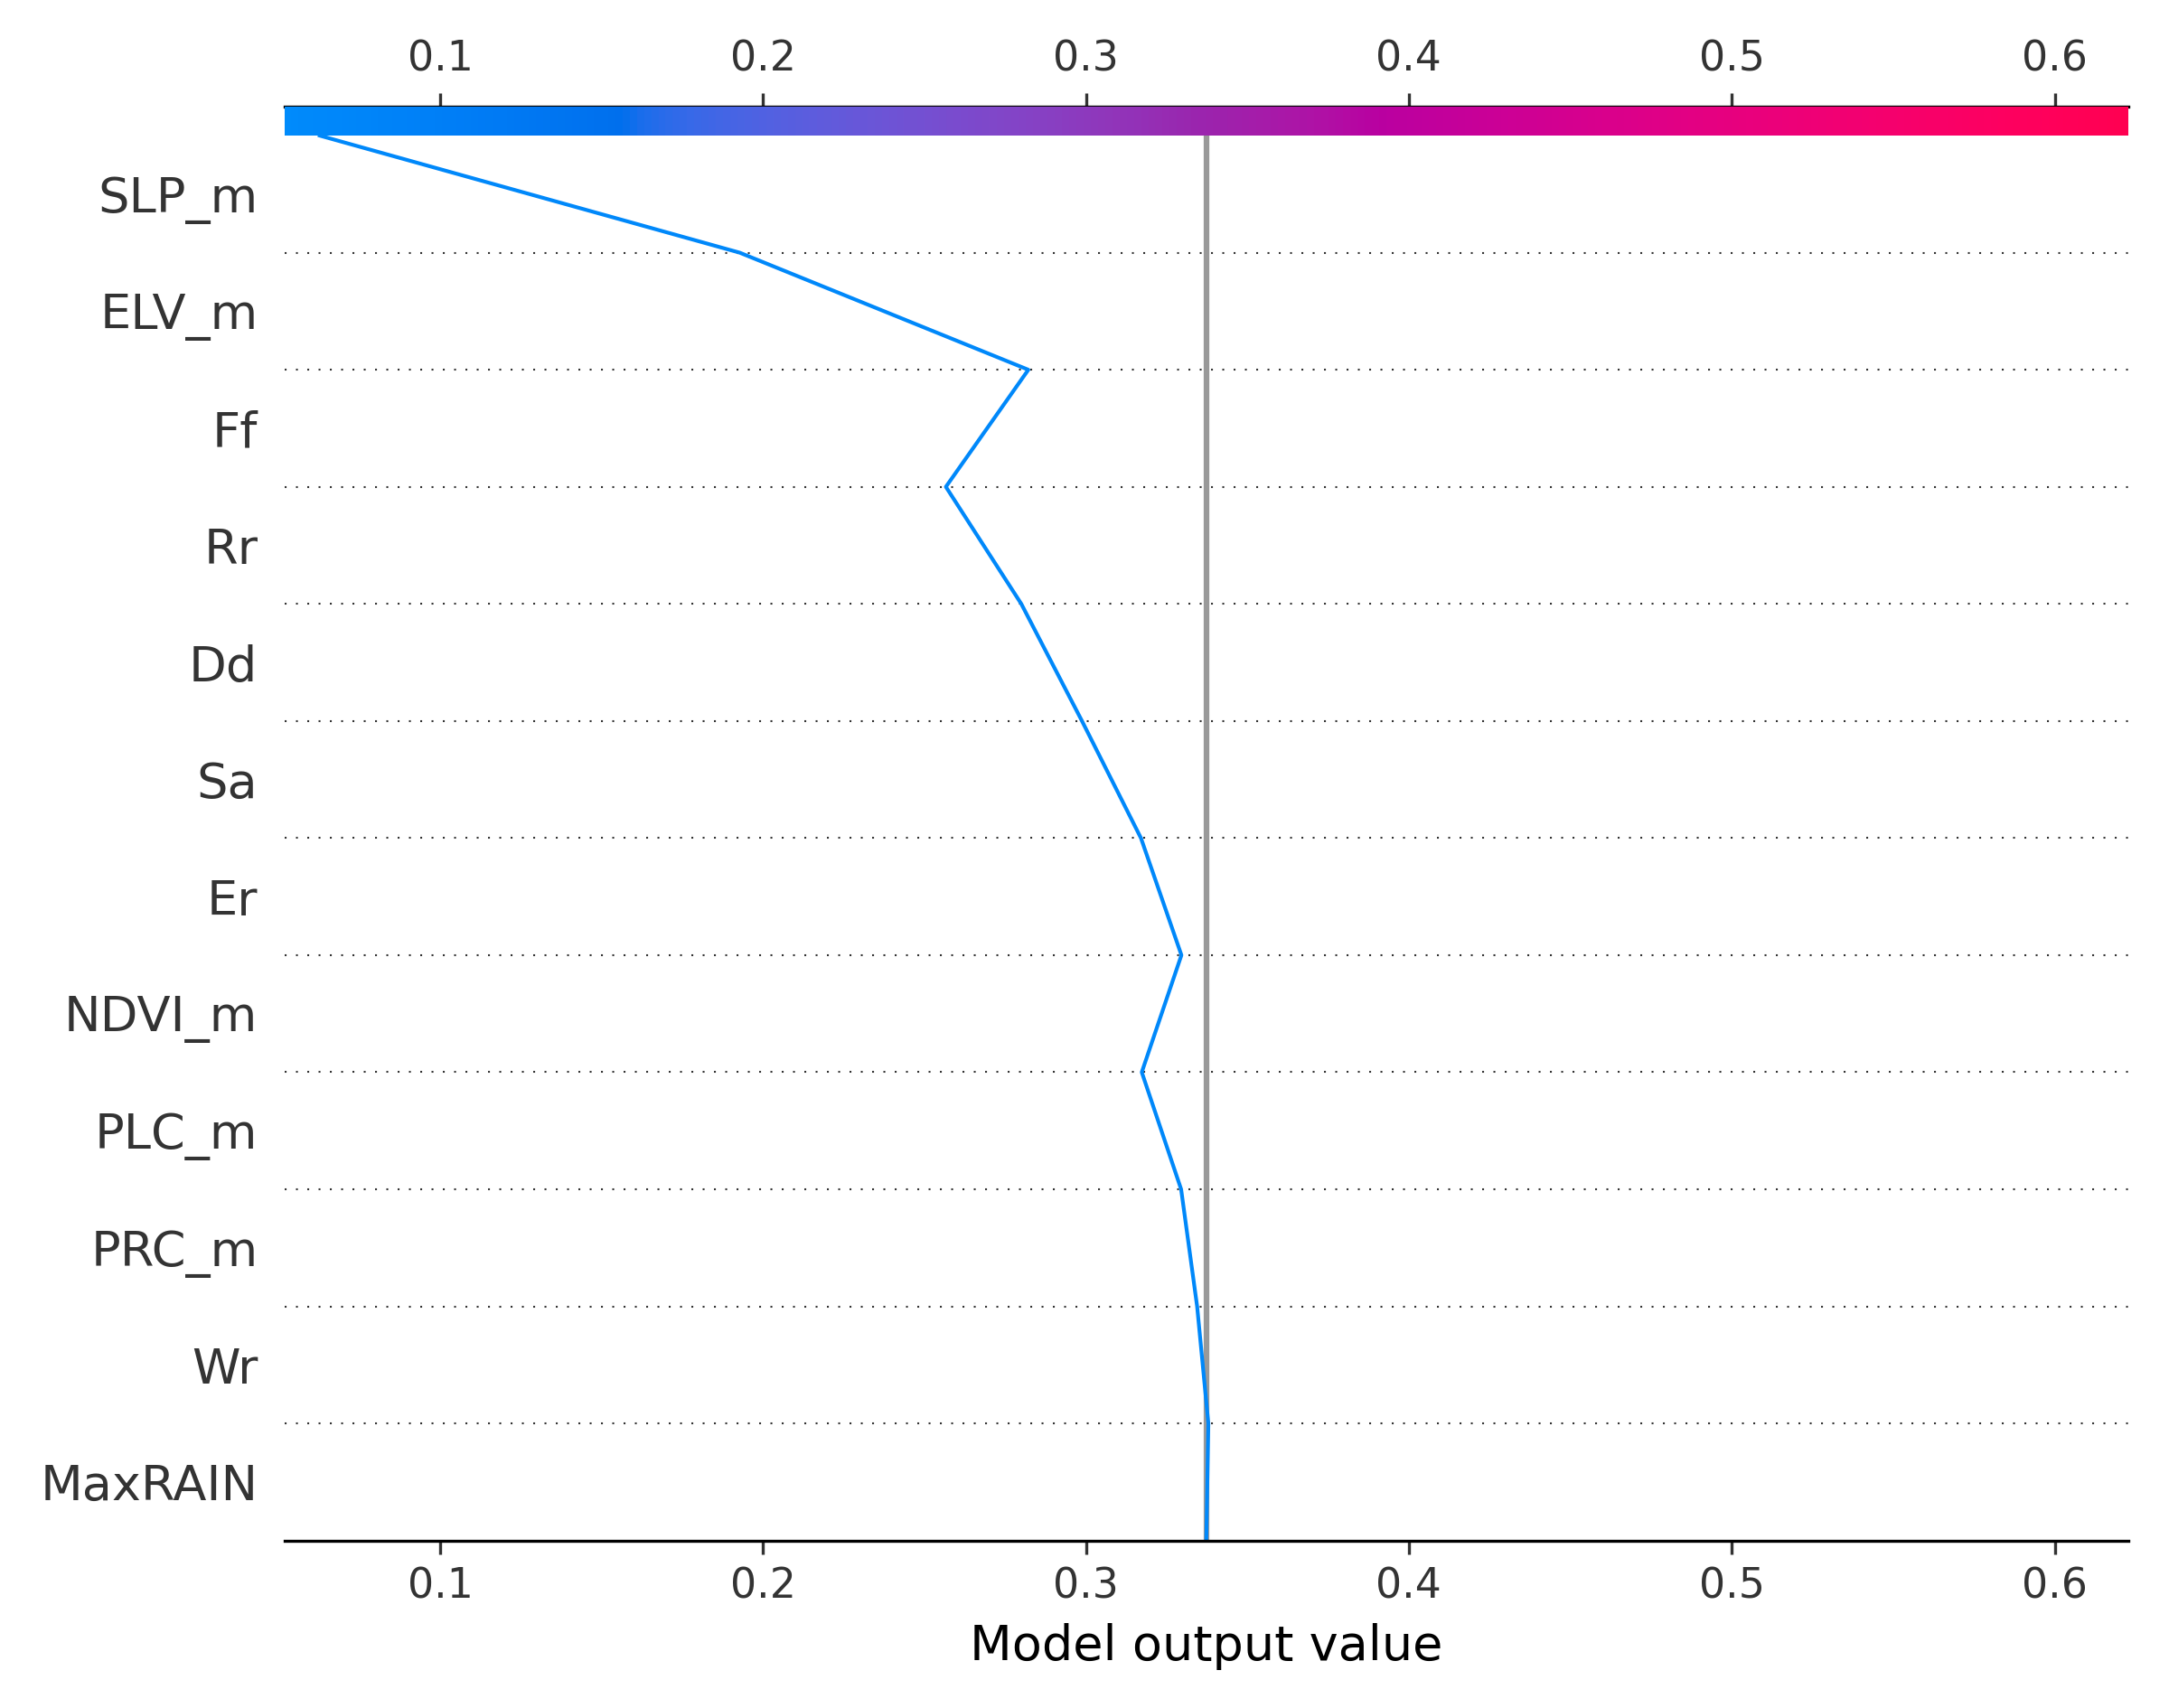 0.1 0.2 0.3 0.4 0.5 0.6
SLP_m
ELV_m
Ff
Rr
Dd
Sa
Er
NDVI_m
PLC_m
PRC_m
Wr
MaxRAIN
0.1 0.2 0.3 0.4 0.5 0.6
Model output value